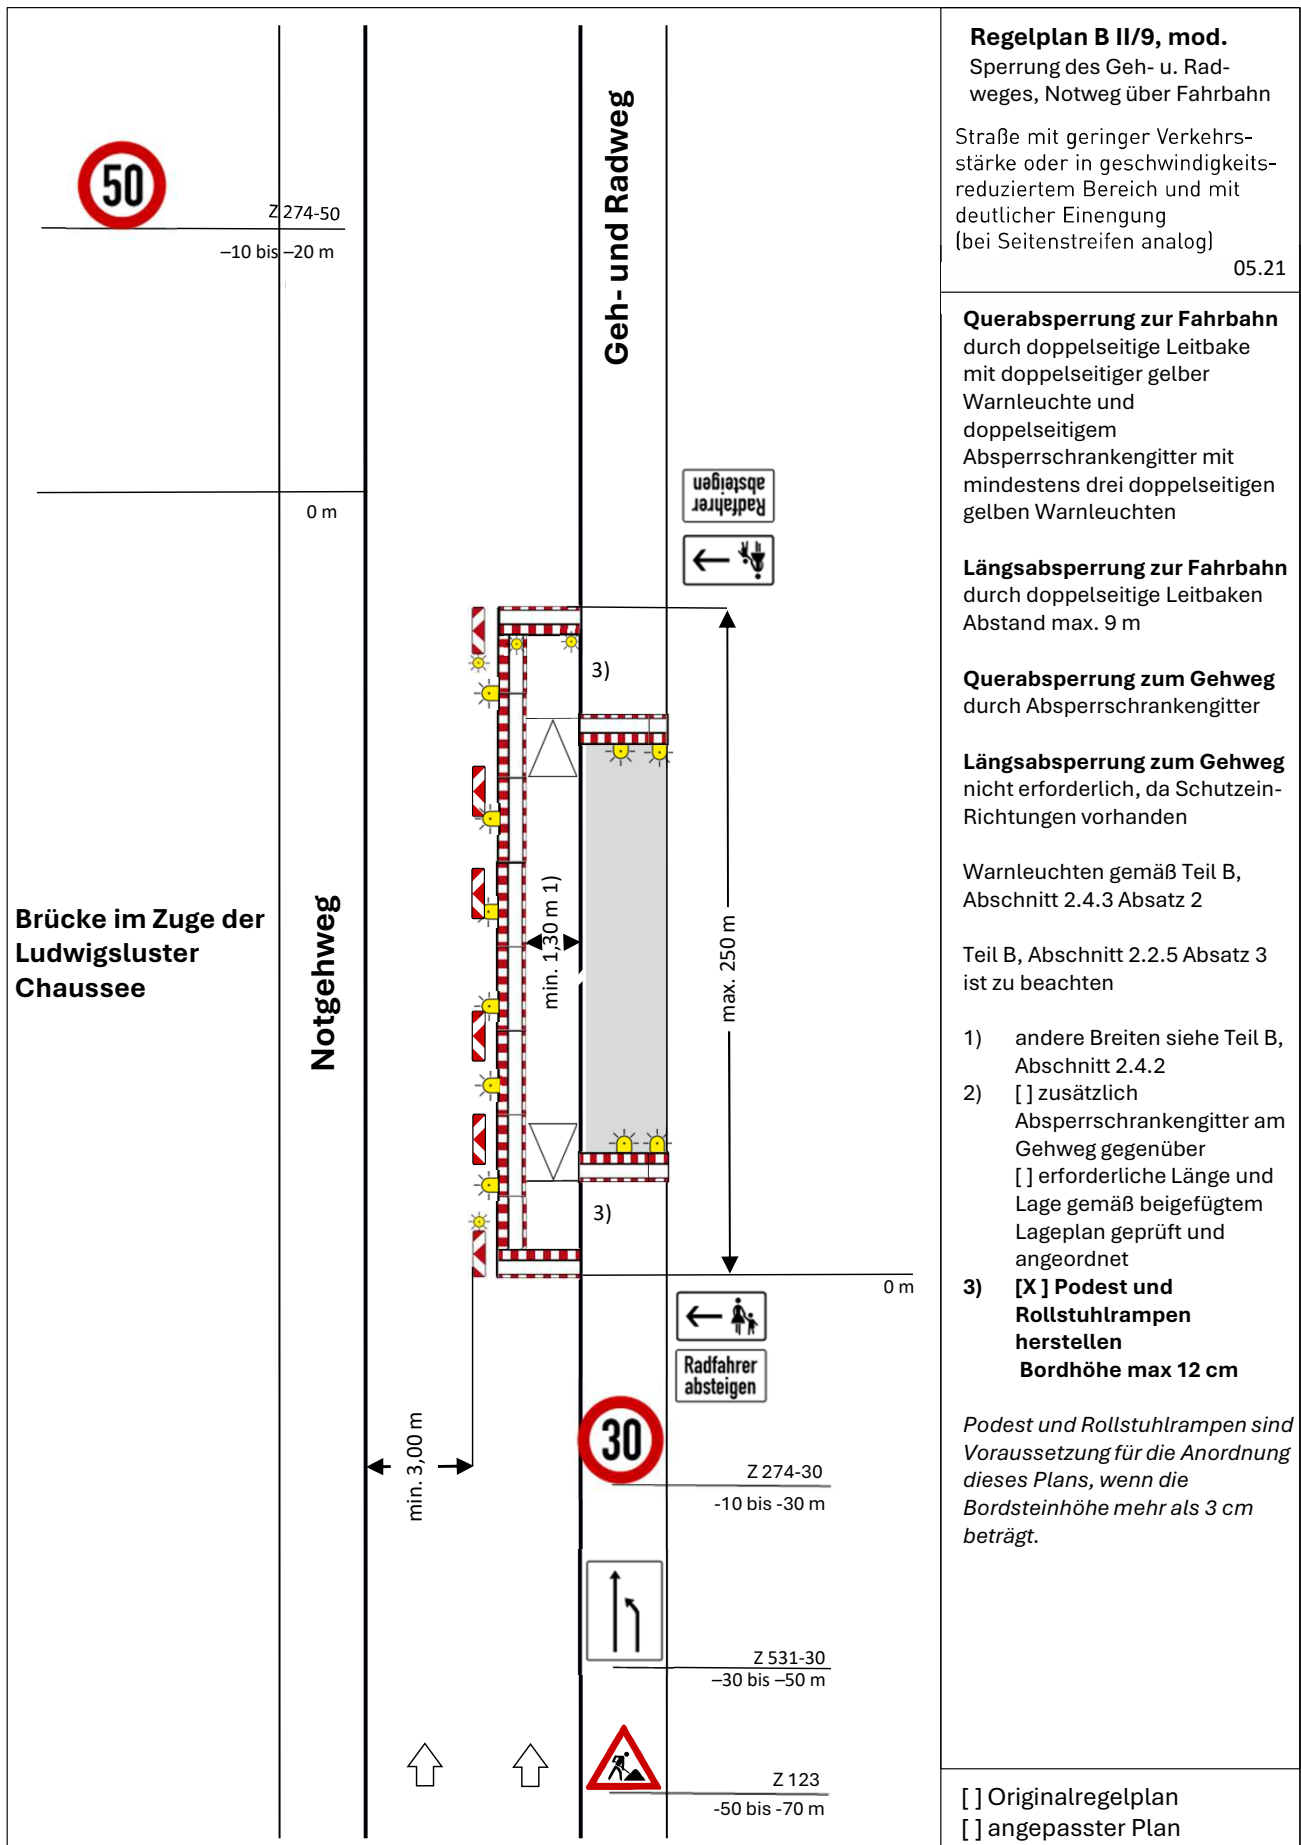 50
Z 274-50
–10 bis –20 m
0 m
Geh- und Radweg
Radfahrer
absteigen
3)
Brücke im Zuge der
Ludwigsluster
Chaussee
Notgehweg
min. 1,30 m 1)
max. 250 m
3)
0 m
Radfahrer
absteigen
min. 3,00 m
30
Z 274-30
-10 bis -30 m
Z 531-30
–30 bis –50 m
Z 123
-50 bis -70 m
Regelplan B II/9, mod.
Sperrung des Geh- u. Rad-
weges, Notweg über Fahrbahn
Straße mit geringer Verkehrs-
stärke oder in geschwindigkeits-
reduziertem Bereich und mit
deutlicher Einengung
(bei Seitenstreifen analog)
05.21
Querabsperrung zur Fahrbahn
durch doppelseitige Leitbake
mit doppelseitiger gelber
Warnleuchte und
doppelseitigem
Absperrschrankengitter mit
mindestens drei doppelseitigen
gelben Warnleuchten
Längsabsperrung zur Fahrbahn
durch doppelseitige Leitbaken
Abstand max. 9 m
Querabsperrung zum Gehweg
durch Absperrschrankengitter
Längsabsperrung zum Gehweg
nicht erforderlich, da Schutzein-
Richtungen vorhanden
Warnleuchten gemäß Teil B,
Abschnitt 2.4.3 Absatz 2
Teil B, Abschnitt 2.2.5 Absatz 3
ist zu beachten
1) andere Breiten siehe Teil B,
Abschnitt 2.4.2
2) [ ] zusätzlich
Absperrschrankengitter am
Gehweg gegenüber
[ ] erforderliche Länge und
Lage gemäß beigefügtem
Lageplan geprüft und
angeordnet
3) [X ] Podest und
Rollstuhlrampen
herstellen
Bordhöhe max 12 cm
Podest und Rollstuhlrampen sind
Voraussetzung für die Anordnung
dieses Plans, wenn die
Bordsteinhöhe mehr als 3 cm
beträgt.
[ ] Originalregelplan
[ ] angepasster Plan